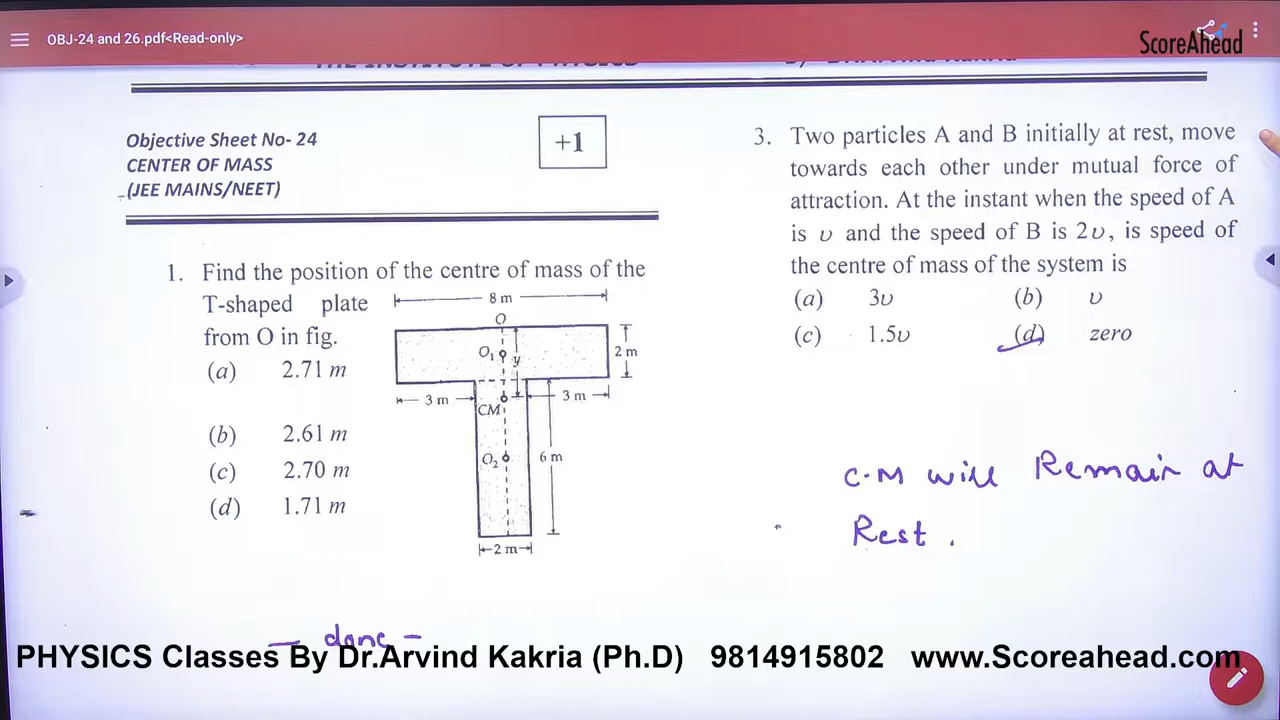 OBJ-24 and 26.pdf<Read-only>
ScoreAhead
Objective Sheet No- 24
CENTER OF MASS
(JEE MAINS/NEET)
+1
1. Find the position of the centre of mass of the
T-shaped plate
from O in fig.
(a) 2.71 m
(b) 2.61 m
(c) 2.70 m
(d) 1.71 m
8 m
O
O1
y
2 m
3 m
CM
3 m
O2
6 m
2 m
— done –
3. Two particles A and B initially at rest, move
towards each other under mutual force of
attraction. At the instant when the speed of A
is υ and the speed of B is 2υ, is speed of
the centre of mass of the system is
(a) 3υ (b) υ
(c) 1.5υ (d) zero
C.M will Remain at
Rest .
PHYSICS Classes By Dr.Arvind Kakria (Ph.D) 9814915802 www.Scoreahead.com